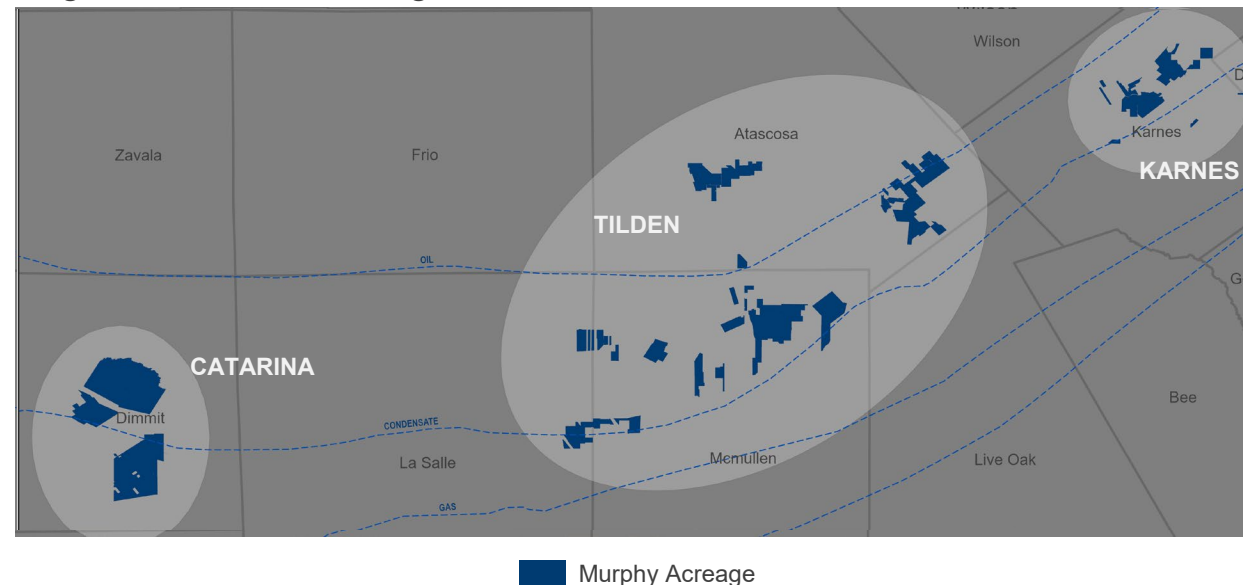 Wilson
Atascosa
Karnes
Zavala
Frio
KARNES
TILDEN
OIL
CATARINA
Bee
Dimmit
CONDENSATE
Mcmullen
Live Oak
La Salle
GAS
Murphy Acreage